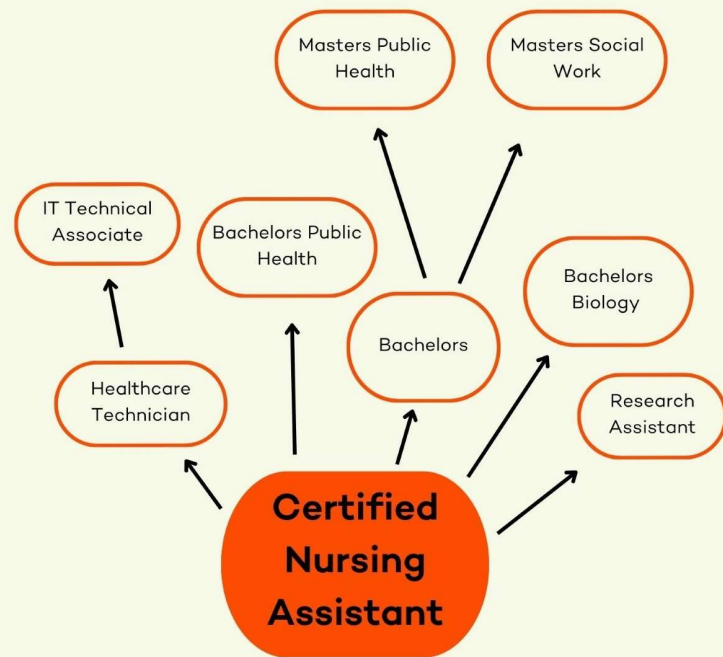 Masters Public
Health
Masters Social
Work
IT Technical
Associate
Bachelors Public
Health
Bachelors
Biology
Bachelors
Healthcare
Technician
Research
Assistant
Certified
Nursing
Assistant